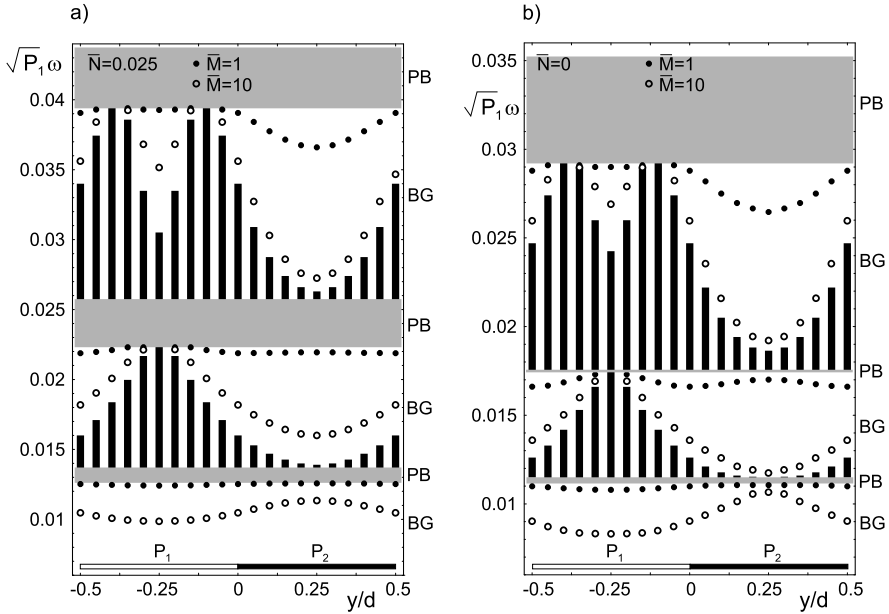 a)
√P₁ω
N̅=0.025
M̅=1
M̅=10
0.04
0.035
0.03
0.025
0.02
0.015
0.01
PB
BG
PB
BG
PB
BG
P₁
P₂
-0.5
-0.25
0
0.25
0.5
y/d
b)
√P₁ω
N̅=0
M̅=1
M̅=10
0.035
0.03
0.025
0.02
0.015
0.01
PB
BG
PB
BG
PB
BG
P₁
P₂
-0.5
-0.25
0
0.25
0.5
y/d